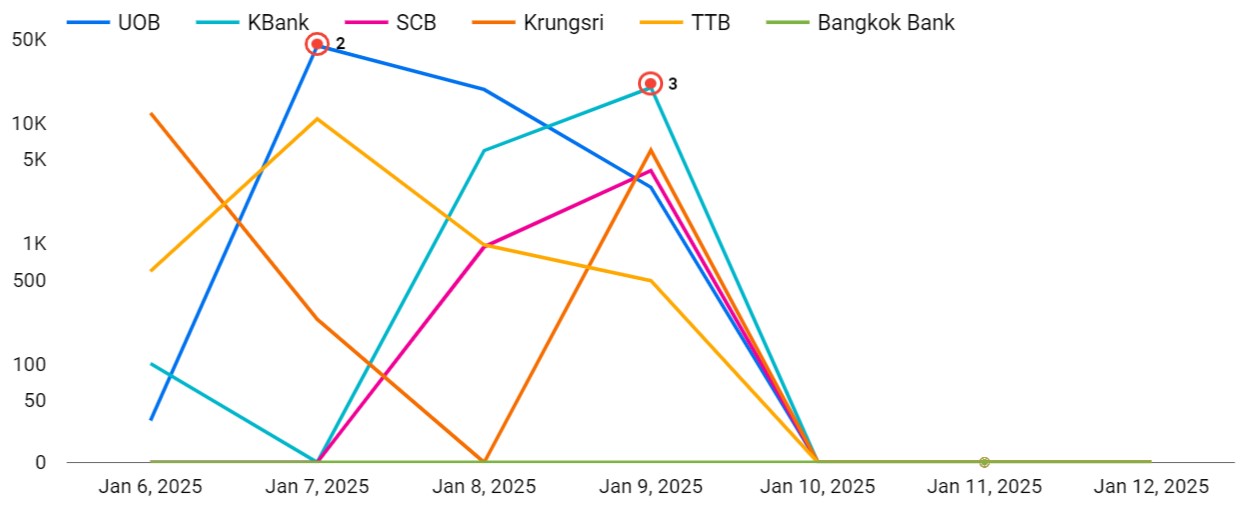 UOB KBank SCB Krungsri TTB Bangkok Bank
50K
2
3
10K
5K
1K
500
100
50
0
Jan 6, 2025 Jan 7, 2025 Jan 8, 2025 Jan 9, 2025 Jan 10, 2025 Jan 11, 2025 Jan 12, 2025